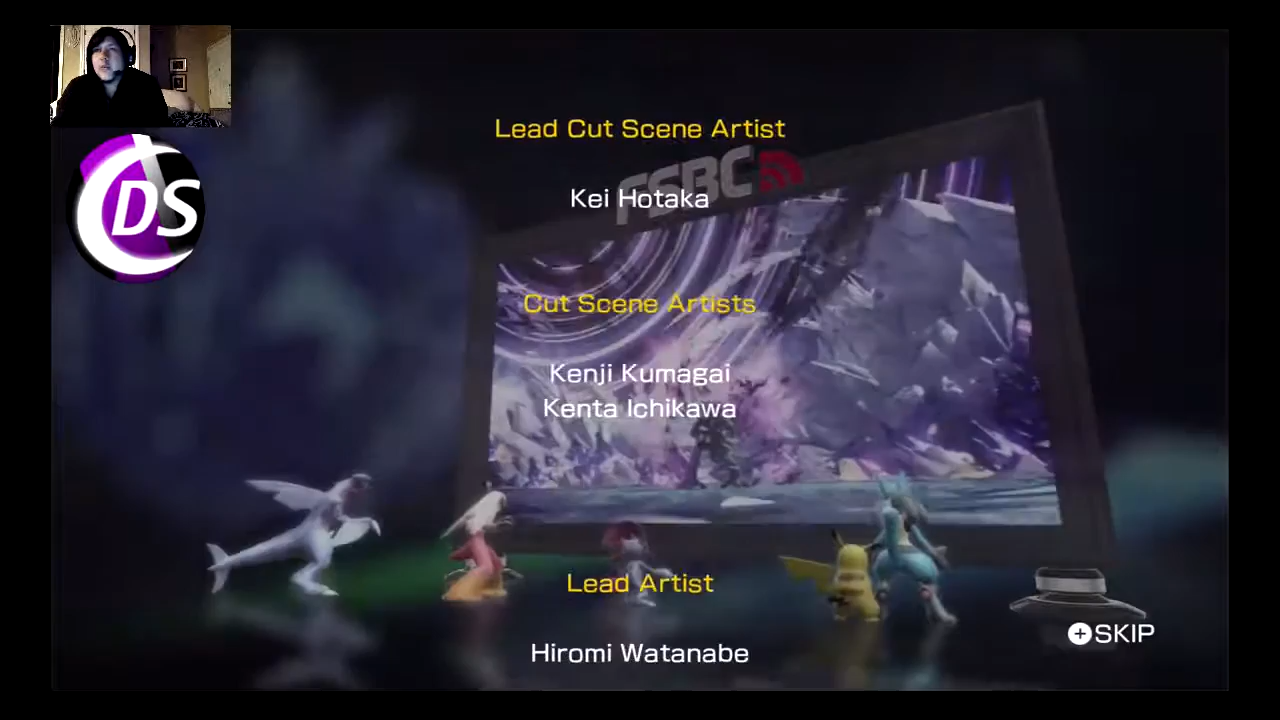 Lead Cut Scene Artist
FSBC
Kei Hotaka
DS
Cut Scene Artists
Kenji Kumagai
Kenta Ichikawa
Lead Artist
Hiromi Watanabe
SKIP